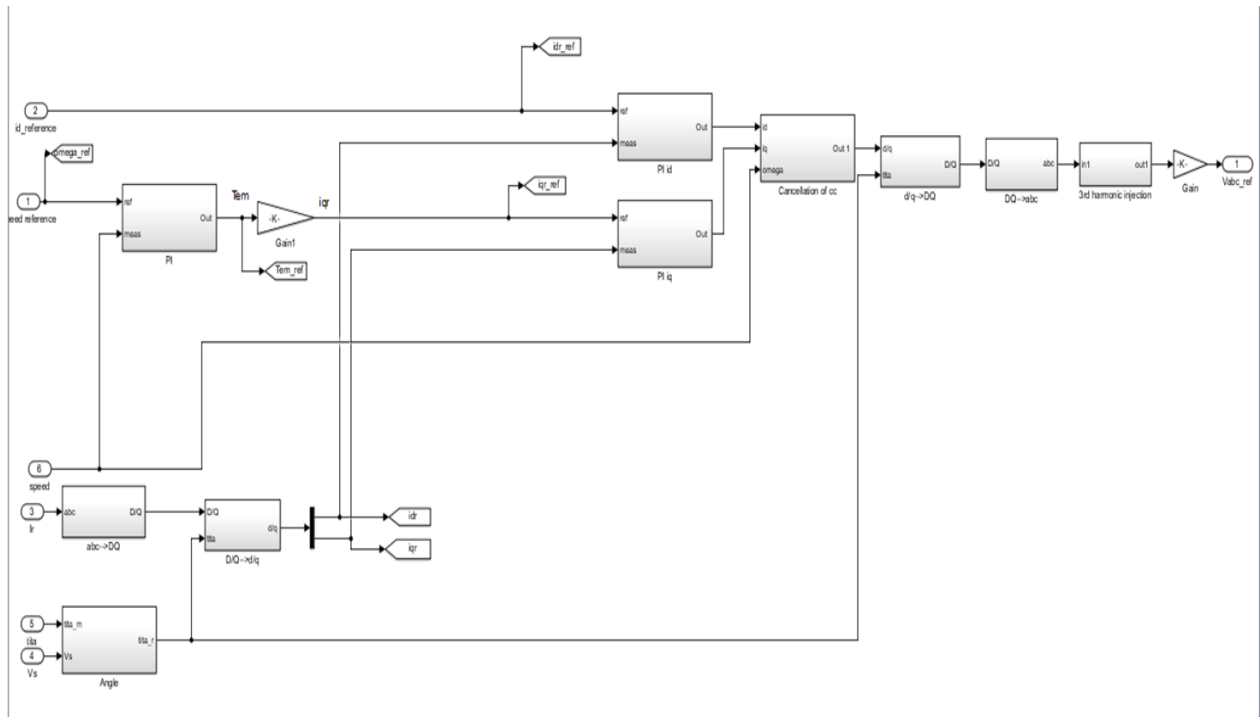 idr_ref
2
id_reference
ref
Out
meas
PI id
id
iq
omega
Out 1
Cancellation of cc
d/q
tita
D/Q
d/q-->DQ
D/Q
abc
DQ-->abc
In1
out1
3rd harmonic injection
-K-
Gain
1
Vabc_ref
omega_ref
1
eed reference
ref
Out
meas
PI
Tem
-K-
Gain1
iqr
iqr_ref
Tem_ref
ref
Out
meas
PI iq
6
speed
3
Ir
abc
D/Q
abc-->DQ
D/Q
tita
d/q
D/Q-->d/q
idr
iqr
5
tita
4
Vs
tita_m
Vs
tita_r
Angle